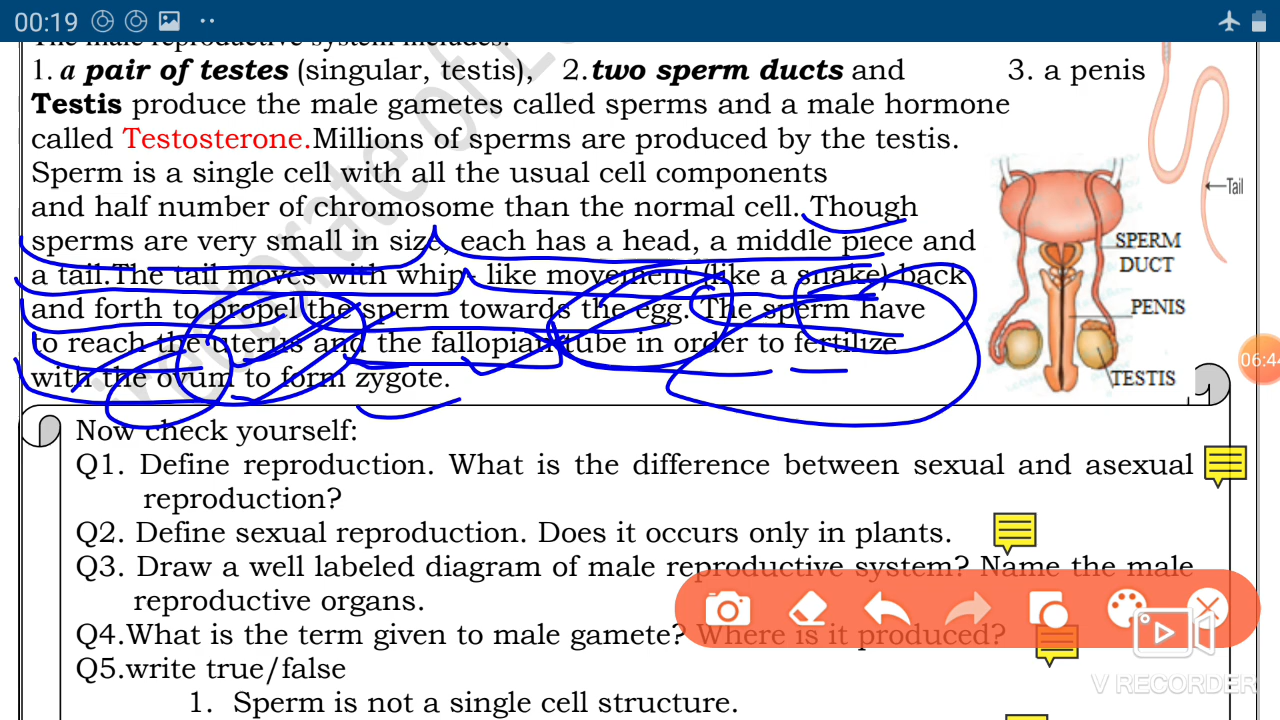 00:19
The male reproductive system includes:
1. a pair of testes (singular, testis), 2.two sperm ducts and 3. a penis
Testis produce the male gametes called sperms and a male hormone
called Testosterone.Millions of sperms are produced by the testis.
Sperm is a single cell with all the usual cell components
and half number of chromosome than the normal cell. Though
sperms are very small in size, each has a head, a middle piece and
a tail.The tail moves with whip- like movement (like a snake) back
and forth to propel the sperm towards the egg. The sperm have
to reach the uterus and the fallopian tube in order to fertilize
with the ovum to form zygote.
Tail
SPERM
DUCT
PENIS
TESTIS
06:44
Now check yourself:
Q1. Define reproduction. What is the difference between sexual and asexual
reproduction?
Q2. Define sexual reproduction. Does it occurs only in plants.
Q3. Draw a well labeled diagram of male reproductive system? Name the male
reproductive organs.
Q4.What is the term given to male gamete? Where is it produced?
Q5.write true/false
1. Sperm is not a single cell structure.
V RECORDER